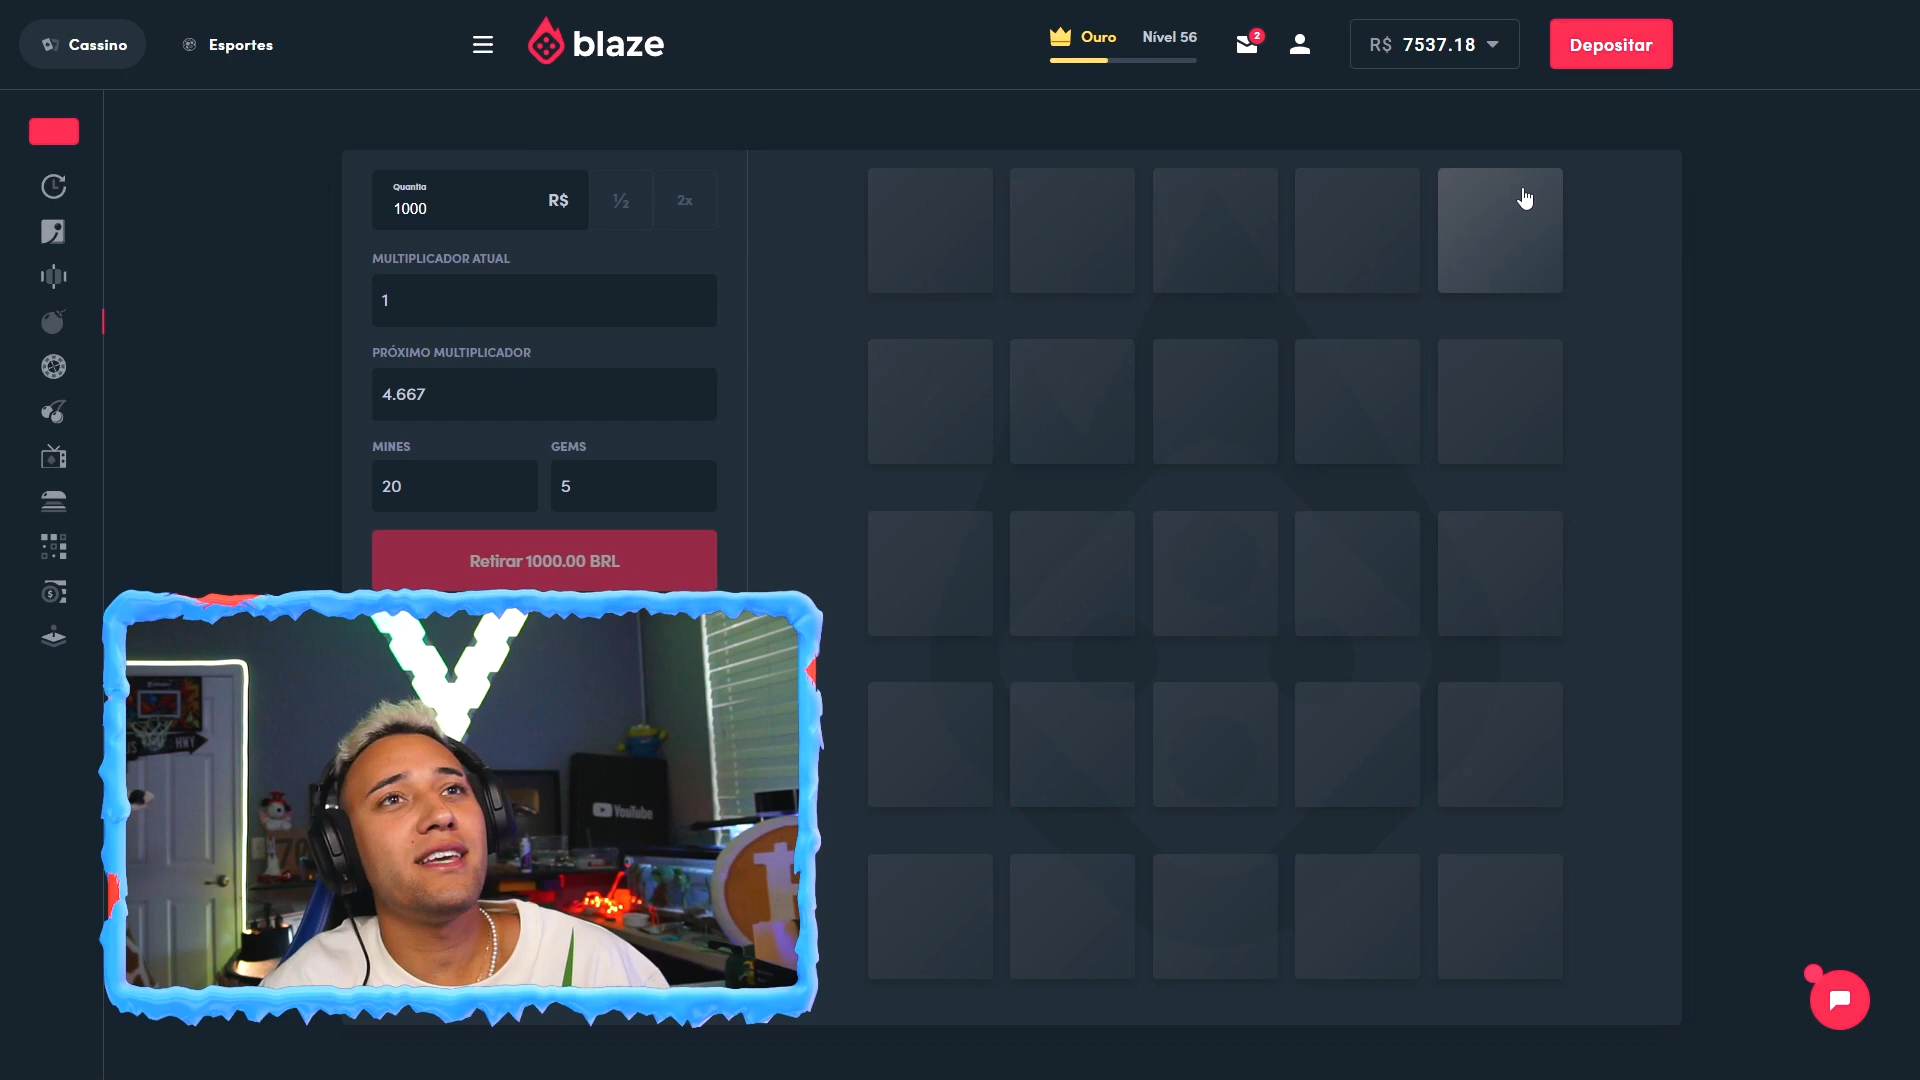 Cassino
Esportes
blaze
Ouro
Nível 56
2
R$ 7537.18
Depositar
Quantia
1000
R$
½
2x
MULTIPLICADOR ATUAL
1
PRÓXIMO MULTIPLICADOR
4.667
MINES
GEMS
20
5
Retirar 1000.00 BRL
HWY
YouTube